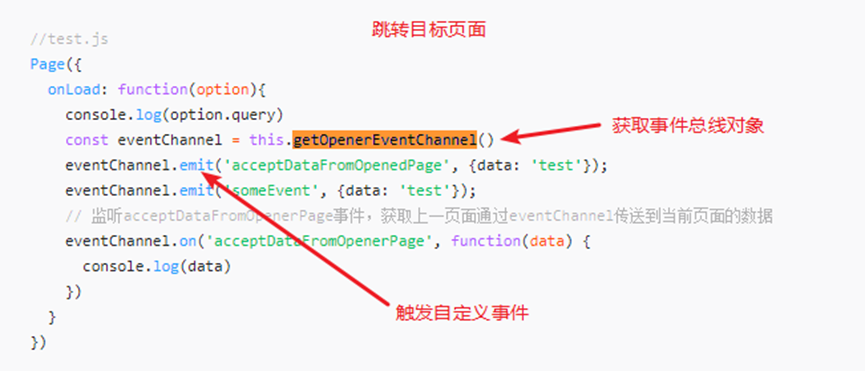 跳转目标页面
//test.js
Page({
onLoad: function(option){
console.log(option.query)
const eventChannel = this.getOpenerEventChannel()
获取事件总线对象
eventChannel.emit('acceptDataFromOpenedPage', {data: 'test'});
eventChannel.emit('someEvent', {data: 'test'});
// 监听acceptDataFromOpenerPage事件，获取上一页面通过eventChannel传送到当前页面的数据
eventChannel.on('acceptDataFromOpenerPage', function(data) {
console.log(data)
})
触发自定义事件
}
})